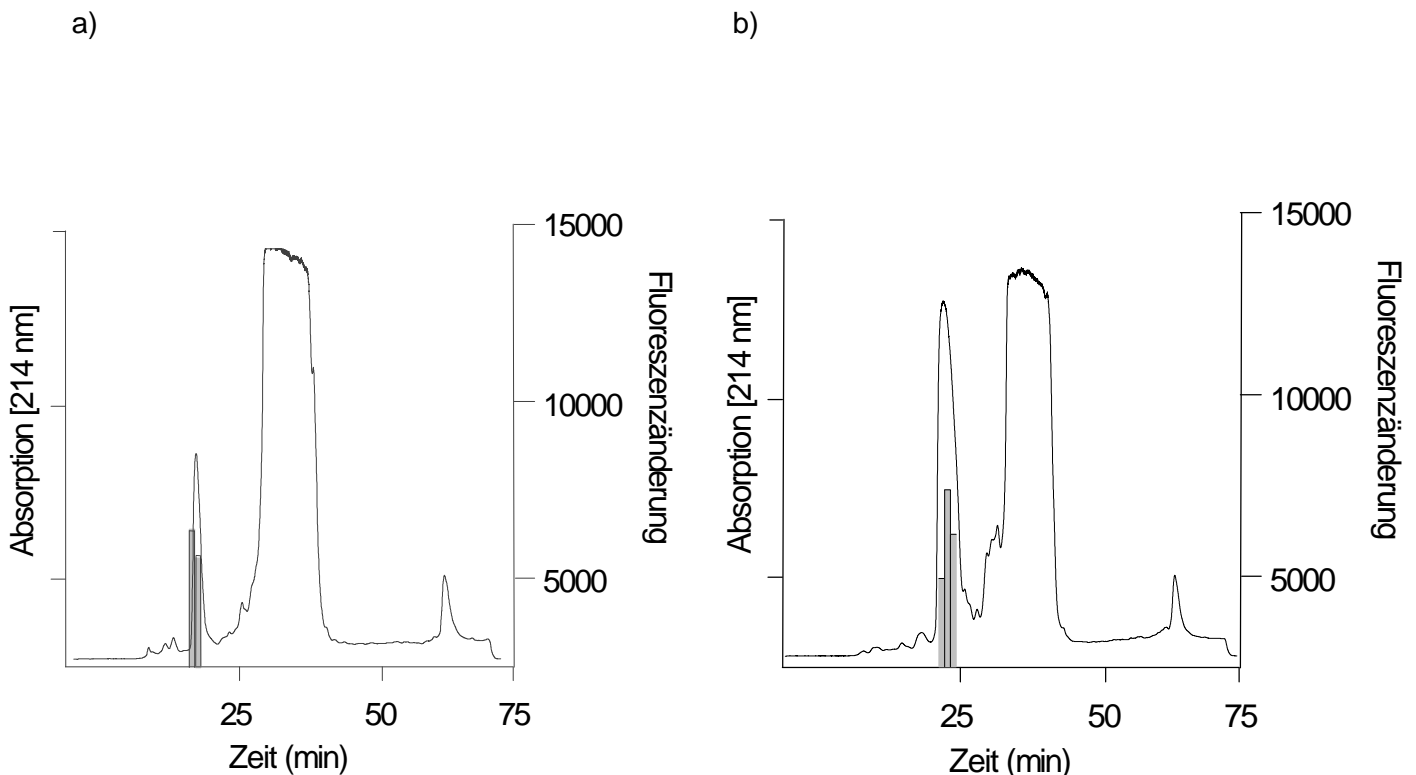 a)
15000
10000
5000
Absorption [214 nm]
Fluoreszenzänderung
25 50 75
Zeit (min)
b)
15000
10000
5000
Absorption [214 nm]
Fluoreszenzänderung
25 50 75
Zeit (min)